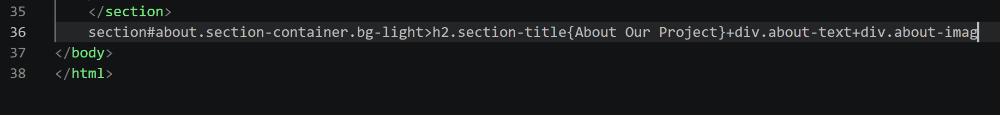 35 </section>
36 section#about.section-container.bg-light>h2.section-title{About Our Project}+div.about-text+div.about-imag
37 </body>
38 </html>